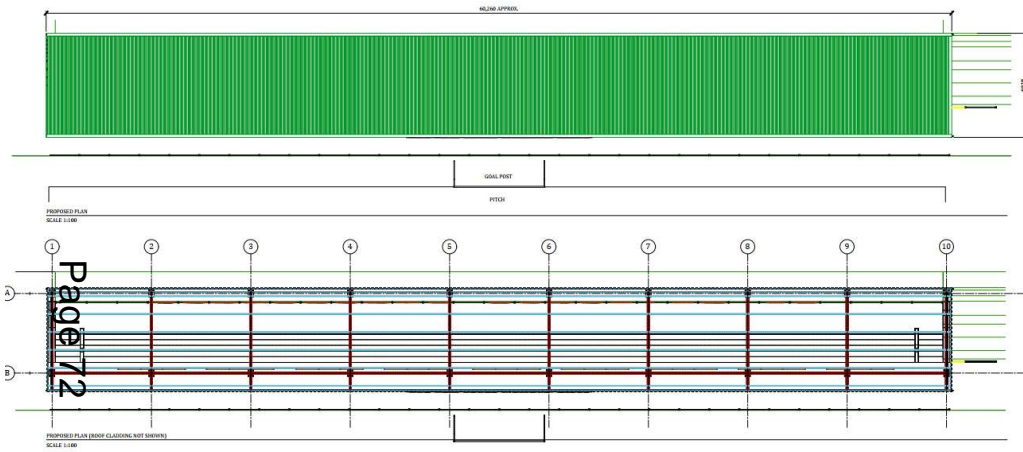 60,260 APPROX.
GOAL POST
PITCH
PROPOSED PLAN
SCALE 1:100
1 2 3 4 5 6 7 8 9 10
Page 72
A
B
PROPOSED PLAN (ROOF CLADDING NOT SHOWN)
SCALE 1:100